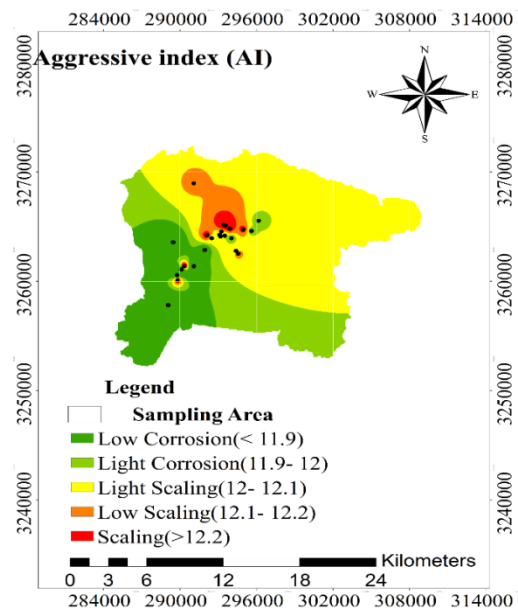 284000 290000 296000 302000 308000 314000
Aggressive index (AI)
N
W E
S
3280000 3280000
3270000 3270000
3260000 3260000
3250000 3250000
3240000 3240000
Legend
Sampling Area
Low Corrosion(< 11.9)
Light Corrosion(11.9- 12)
Light Scaling(12- 12.1)
Low Scaling(12.1- 12.2)
Scaling(>12.2)
Kilometers
0 3 6 12 18 24
284000 290000 296000 302000 308000 314000